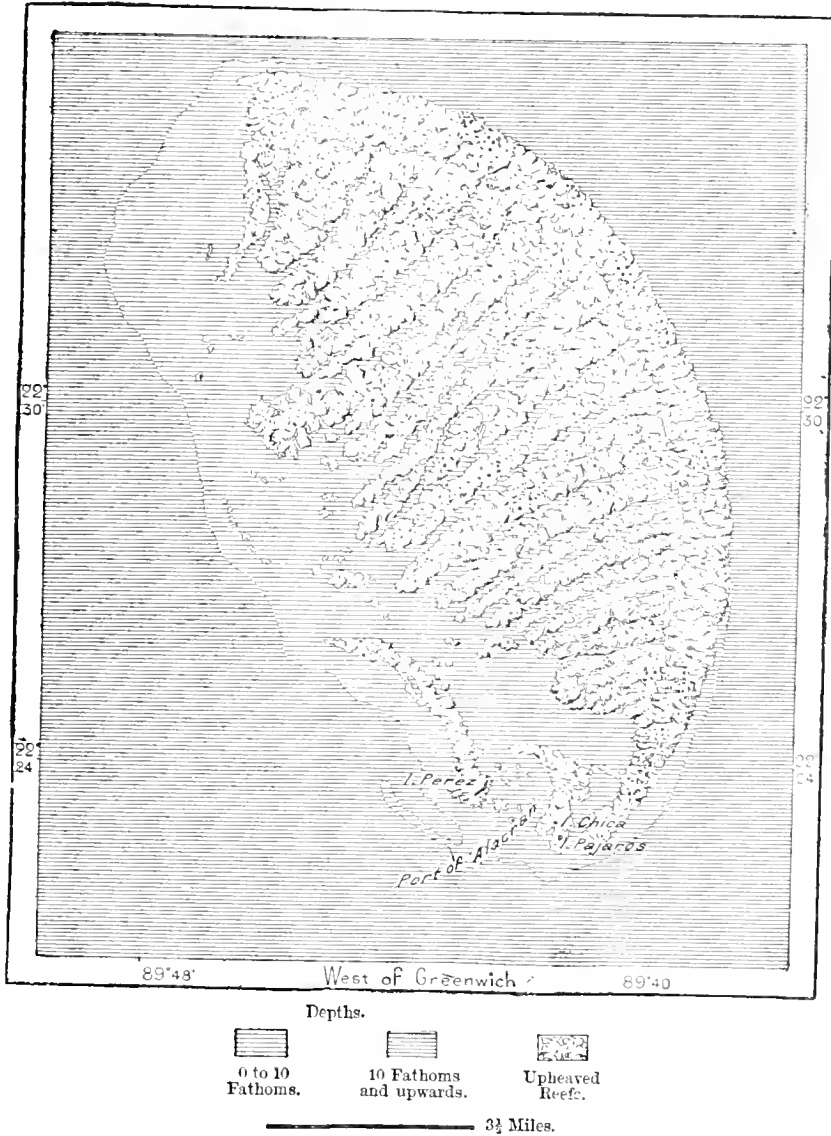 22°
30'
22°
30'
22°
24'
22°
24'
I. Perez
I. Chica
I. Pajaros
Port of Alacran
89°48'
West of Greenwich
89°40
Depths.
0 to 10
Fathoms.
10 Fathoms
and upwards.
Upheaved
Reefs.
3½ Miles.